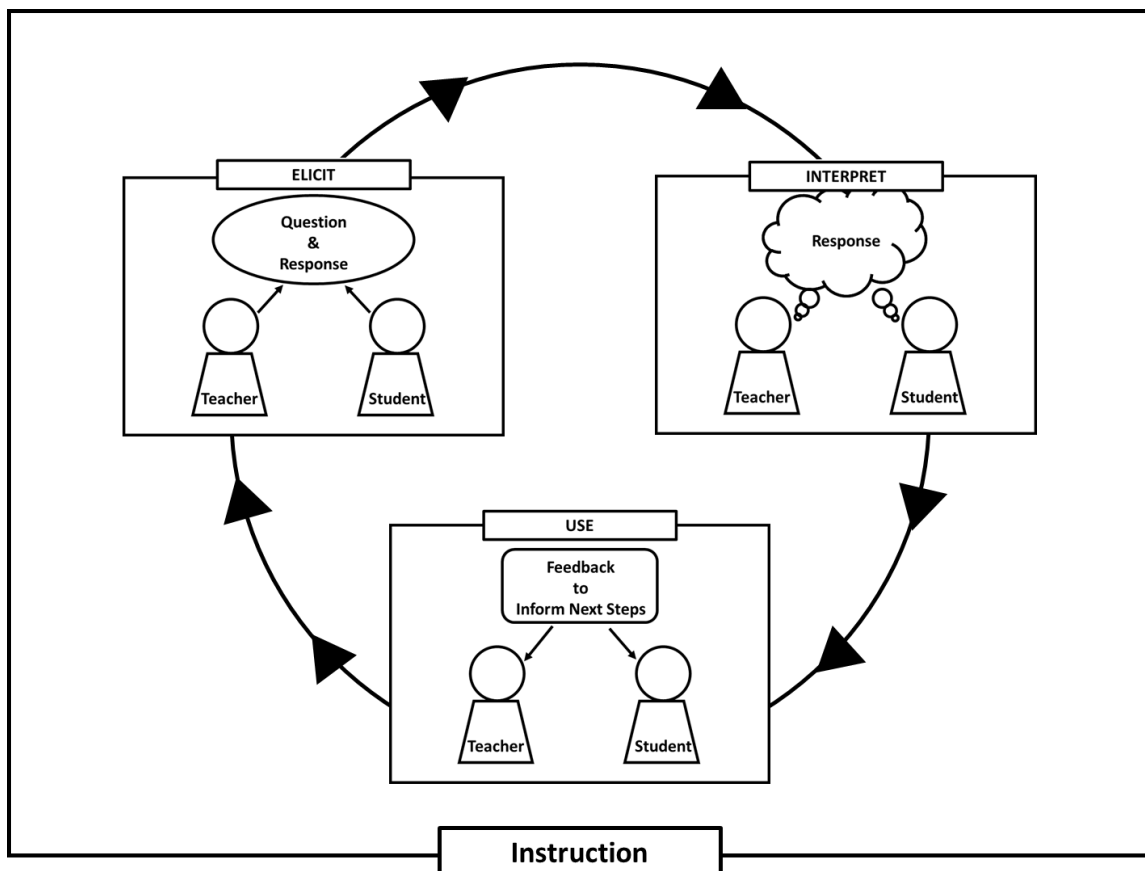 ELICIT
Question
&
Response
Teacher
Student
INTERPRET
Response
Teacher
Student
USE
Feedback
to
Inform Next Steps
Teacher
Student
Instruction